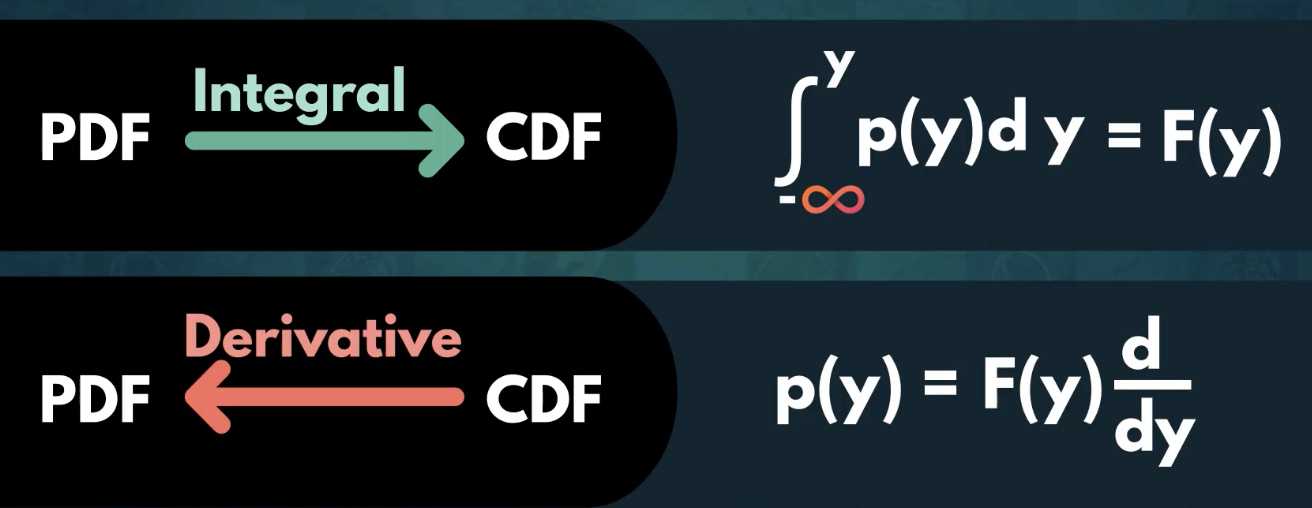 Integral
PDF CDF
∫_{-∞}^{y} p(y)d y = F(y)
Derivative
PDF CDF
p(y) = F(y) d/dy